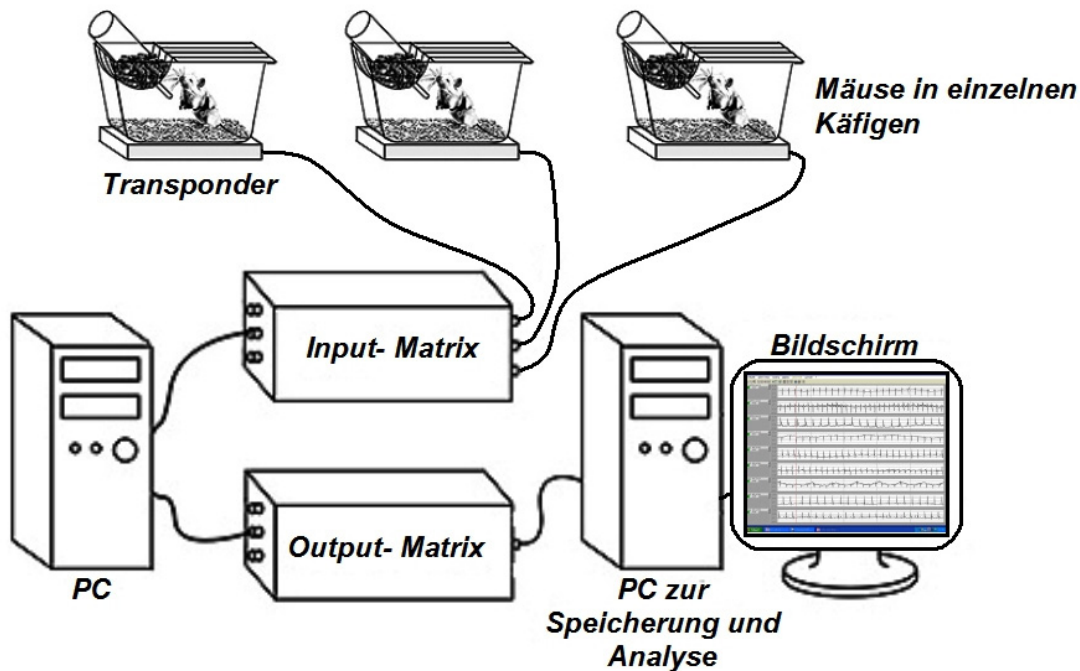 Mäuse in einzelnen
Käfigen
Transponder
Input- Matrix
Bildschirm
Output- Matrix
PC
PC zur
Speicherung und
Analyse